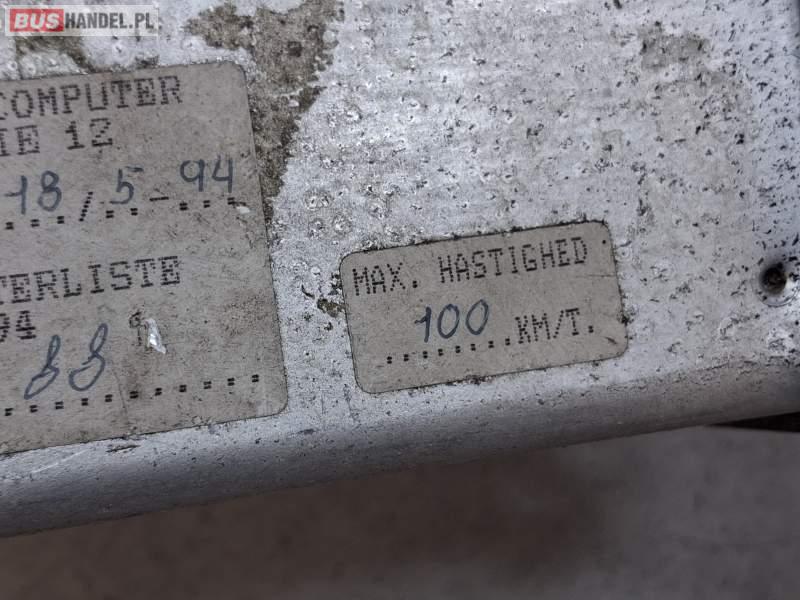 BUSHANDEL.PL
COMPUTER
IE 12
18/5-94
TERLISTE
94
88
MAX. HASTIGHED
100 KM/T.